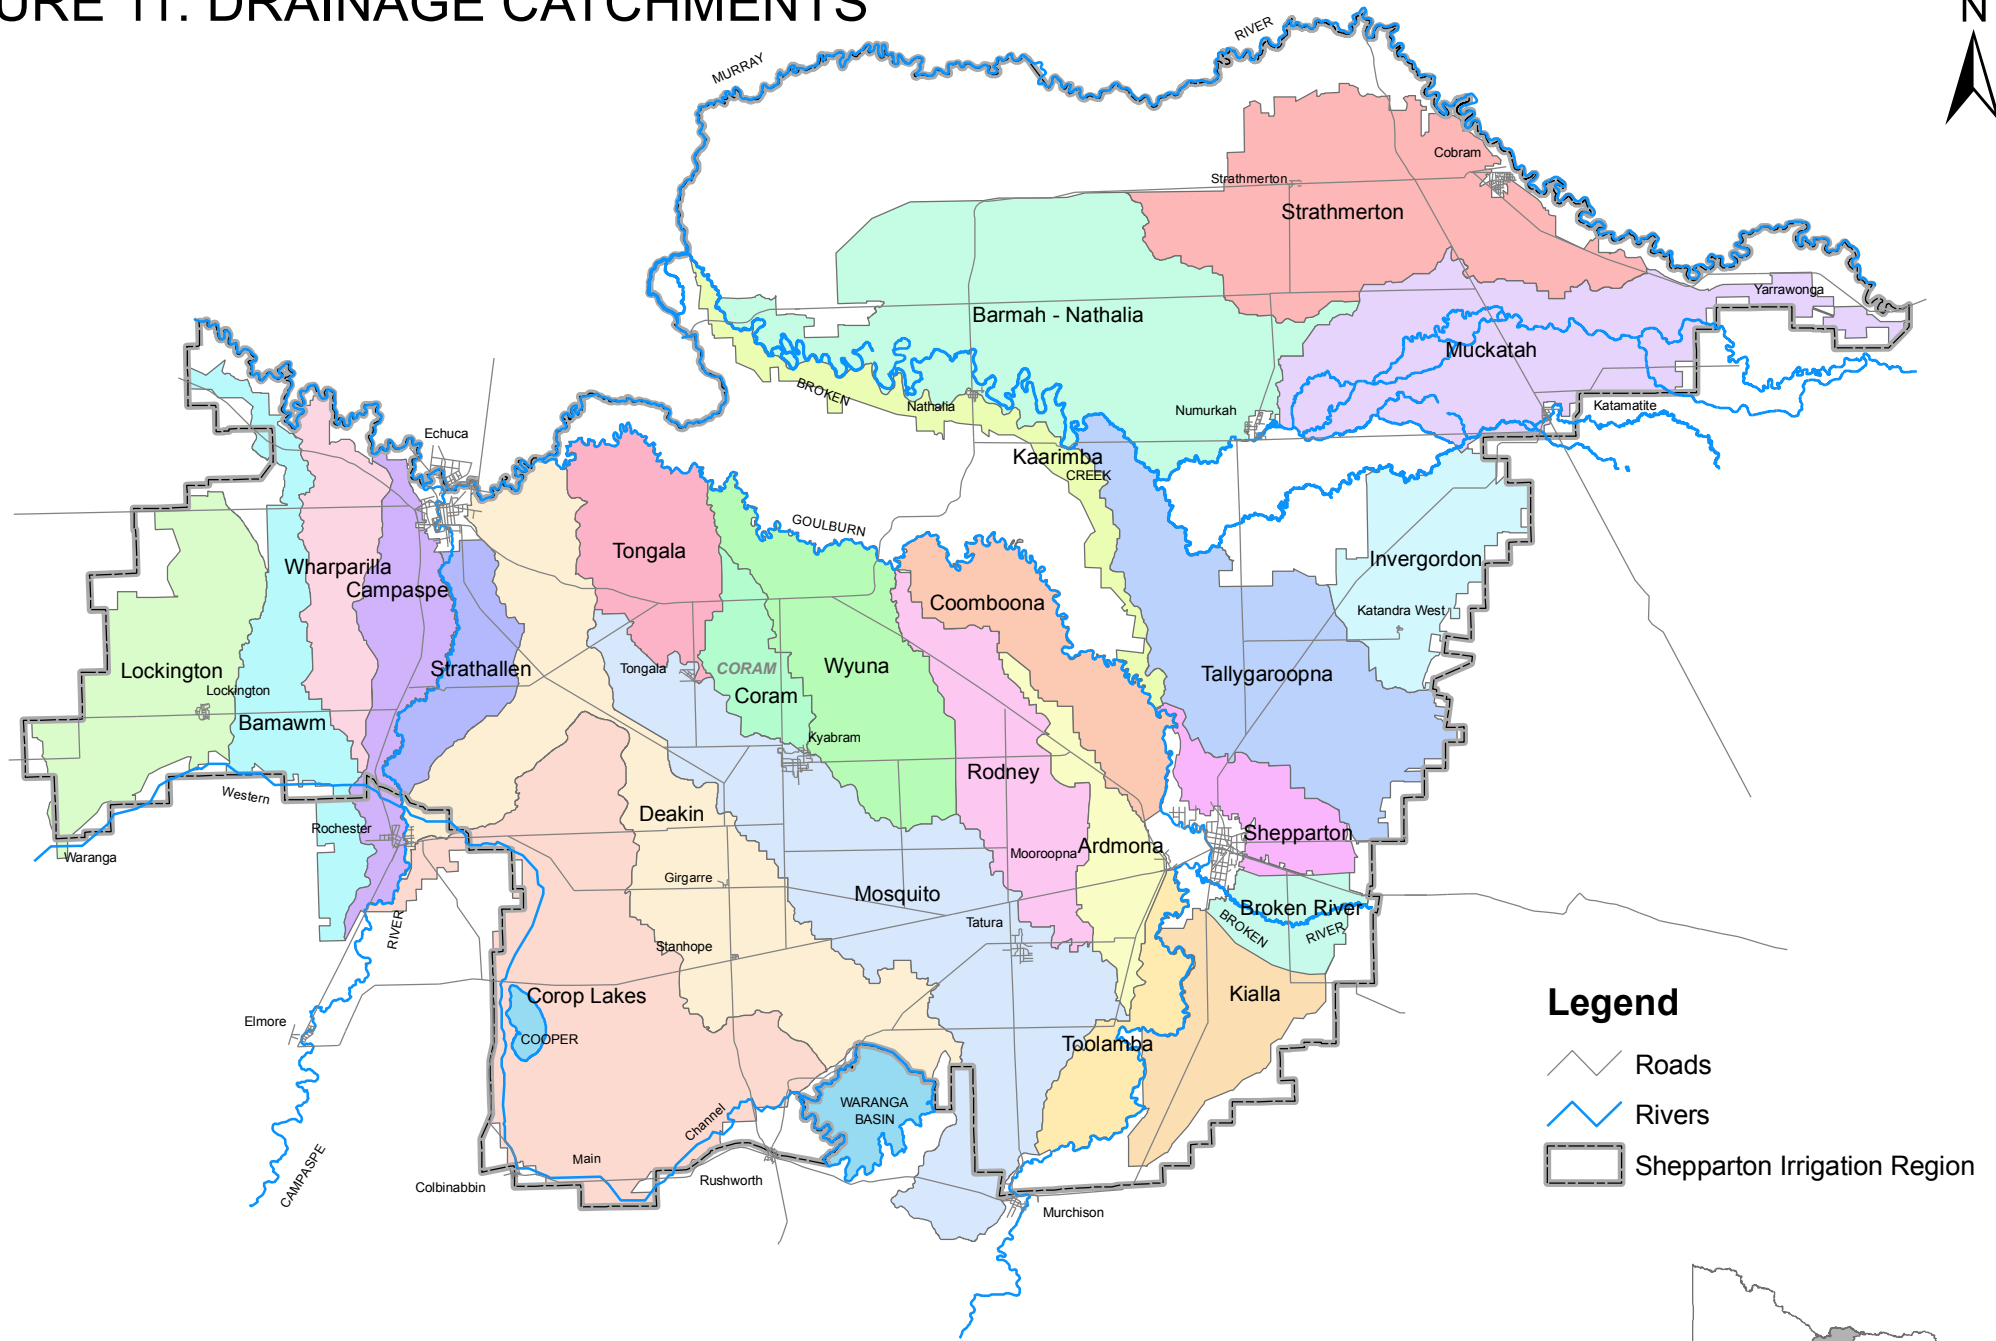 URE 11: DRAINAGE CATCHMENTS
N
MURRAY
RIVER
Cobram
Strathmerton
Strathmerton
Yarrawonga
Barmah - Nathalia
Muckatah
BROKEN
Nathalia
Numurkah
Katamatite
Echuca
Kaarimba
CREEK
GOULBURN
Tongala
Invergordon
Wharparilla
Campaspe
Coomboona
Katandra West
Lockington
Lockington
Strathallen
Tongala
CORAM
Coram
Wyuna
Tallygaroopna
Bamawm
Kyabram
Rodney
Western
Deakin
Rochester
Shepparton
Waranga
Mooroopna
Ardmona
Girgarre
Mosquito
Tatura
Broken River
BROKEN
RIVER
RIVER
Stanhope
Corop Lakes
Kialla
Elmore
COOPER
Toolamba
WARANGA
BASIN
Channel
Main
CAMPASPE
Colbinabbin
Rushworth
Murchison
Legend
Roads
Rivers
Shepparton Irrigation Region